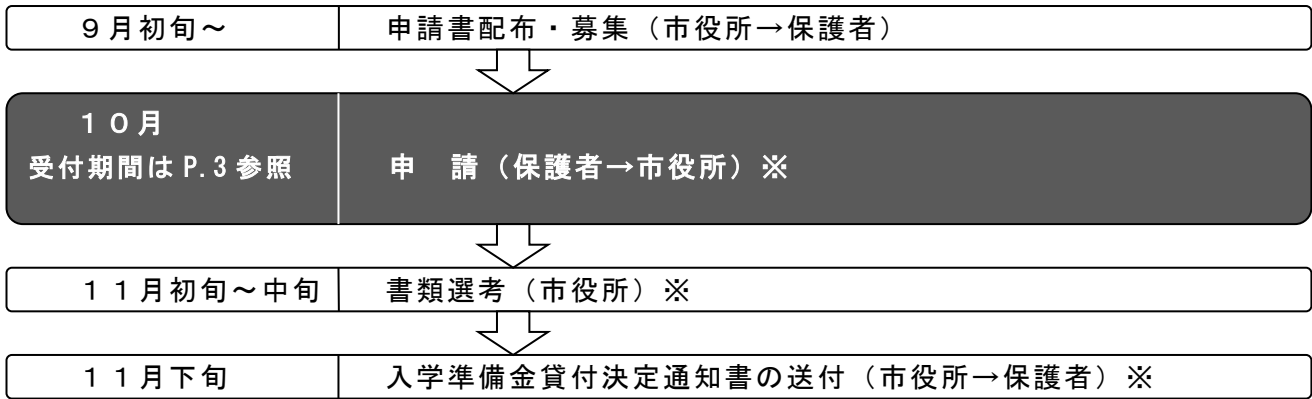 ９月初旬～ 申請書配布・募集（市役所→保護者）
１０月
受付期間は P.3 参照 申　請（保護者→市役所）※
１１月初旬～中旬 書類選考（市役所）※
１１月下旬 入学準備金貸付決定通知書の送付（市役所→保護者）※